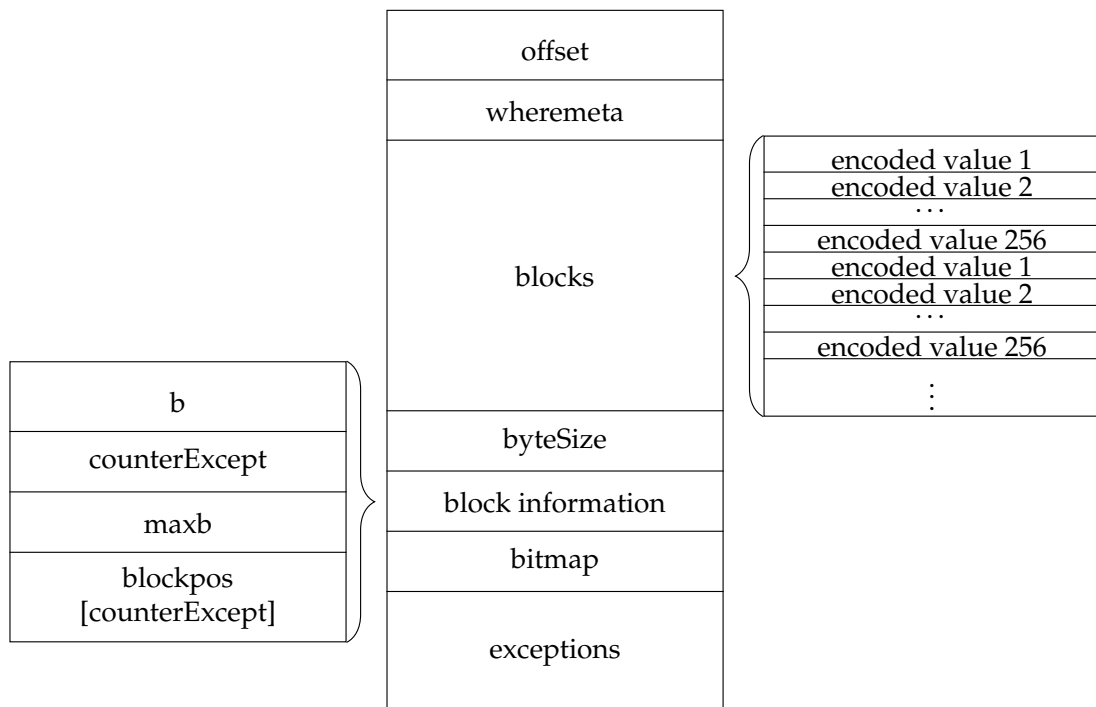 offset
wheremeta
blocks
byteSize
block information
bitmap
exceptions
encoded value 1
encoded value 2
...
encoded value 256
encoded value 1
encoded value 2
...
encoded value 256
⋮
b
counterExcept
maxb
blockpos
[counterExcept]